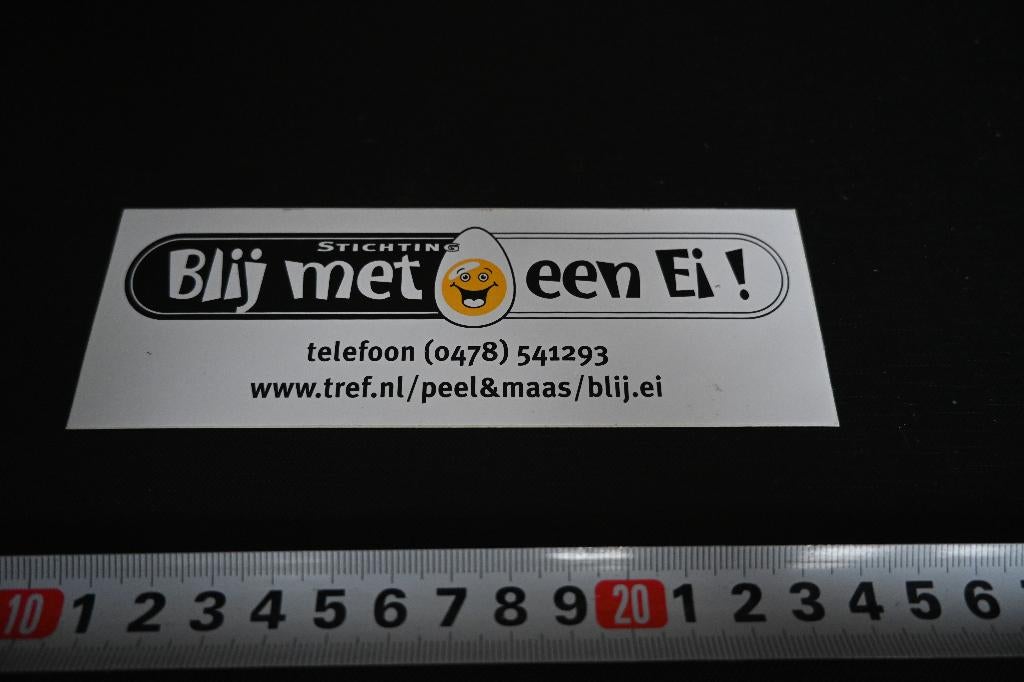 Stichting
Blij met een Ei!
telefoon (0478) 541293
www.tref.nl/peel&maas/blij.ei
10 1 2 3 4 5 6 7 8 9 20 1 2 3 4 5 6